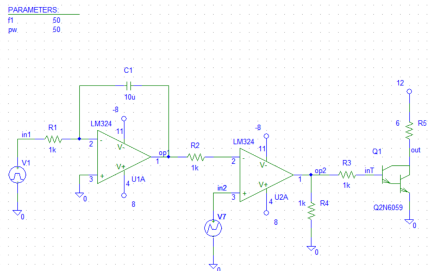 PARAMETERS:
f1 50
pw 50
C1
10u
12
-8
-8
R1
LM324
11
R2
LM324
11
6 R5
in1
2
V-
op1
2
V-
Q1
out
1k
1
1k
1
op2
R3
inT
V1
3
V+
U1A
in2
3
V+
U2A
1k
1k
R4
Q2N6059
4
4
V7
8
8
0
0
0
0
0